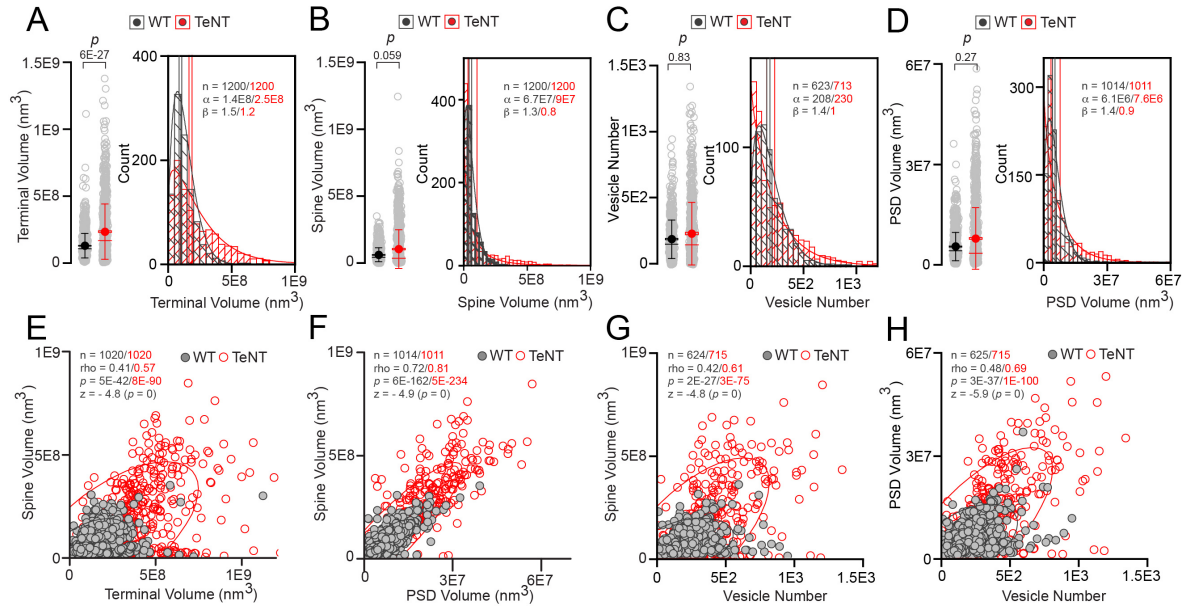 A
WT TeNT
p
6E-27
1.5E9
1E9
5E8
0
Terminal Volume (nm³)
400
200
0
Count
n = 1200/1200
α = 1.4E8/2.5E8
β = 1.5/1.2
0 5E8 1E9
Terminal Volume (nm³)
B
WT TeNT
p
0.059
1.5E9
1E9
5E8
0
Spine Volume (nm³)
400
200
0
Count
n = 1200/1200
α = 6.7E7/9E7
β = 1.3/0.8
0 5E8 1E9
Spine Volume (nm³)
C
WT TeNT
p
0.83
1.5E3
1E3
5E2
0
Vesicle Number
100
0
Count
n = 623/713
α = 208/230
β = 1.4/1
0 5E2 1E3
Vesicle Number
D
WT TeNT
p
0.27
6E7
3E7
0
PSD Volume (nm³)
300
150
0
Count
n = 1014/1011
α = 6.1E6/7.6E6
β = 1.4/0.9
0 3E7 6E7
PSD Volume (nm³)
E
WT TeNT
n = 1020/1020
rho = 0.41/0.57
p = 5E-42/8E-90
z = - 4.8 (p = 0)
1E9
5E8
0
Spine Volume (nm³)
0 5E8 1E9
Terminal Volume (nm³)
F
WT TeNT
n = 1014/1011
rho = 0.72/0.81
p = 6E-162/5E-234
z = - 4.9 (p = 0)
1E9
5E8
0
Spine Volume (nm³)
0 3E7 6E7
PSD Volume (nm³)
G
WT TeNT
n = 624/715
rho = 0.42/0.61
p = 2E-27/3E-75
z = -4.8 (p = 0)
1E9
5E8
0
Spine Volume (nm³)
0 5E2 1E3 1.5E3
Vesicle Number
H
WT TeNT
n = 625/715
rho = 0.48/0.69
p = 3E-37/1E-100
z = -5.9 (p = 0)
6E7
3E7
0
PSD Volume (nm³)
0 5E2 1E3 1.5E3
Vesicle Number